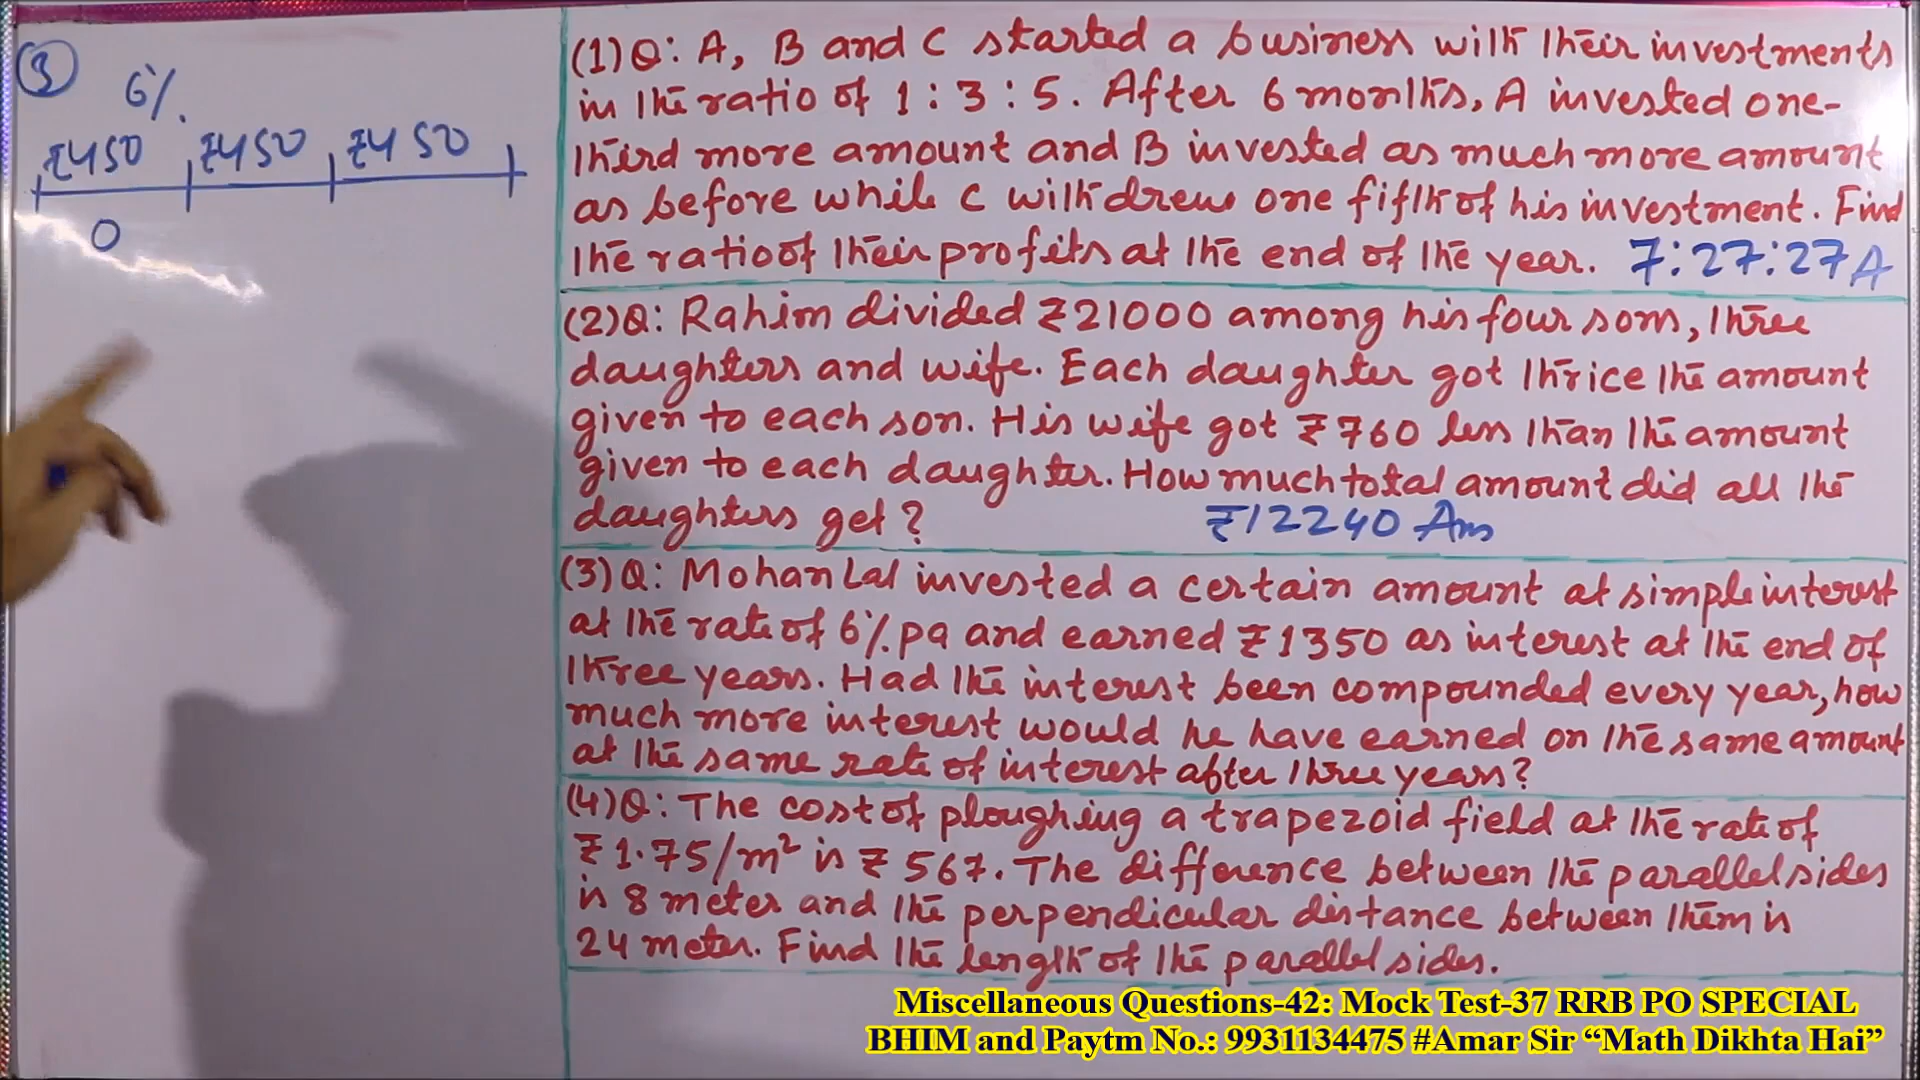 (3)
6%.
₹450 ₹450 ₹450
0
(1)Q: A, B and C started a business with their investments
in the ratio of 1 : 3 : 5. After 6 months, A invested one-
third more amount and B invested as much more amount
as before while C withdrew one fifth of his investment. Find
the ratio of their profits at the end of the year. 7:27:27 A
(2)Q: Rahim divided ₹21000 among his four sons, three
daughters and wife. Each daughter got thrice the amount
given to each son. His wife got ₹760 less than the amount
given to each daughter. How much total amount did all the
daughters get? ₹12240 Ans
(3)Q: Mohan Lal invested a certain amount at simple interest
at the rate of 6%. pa and earned ₹1350 as interest at the end of
three years. Had the interest been compounded every year, how
much more interest would he have earned on the same amount
at the same rate of interest after three years?
(4)Q: The cost of ploughing a trapezoid field at the rate of
₹1.75/m² is ₹567. The difference between the parallel sides
is 8 meter and the perpendicular distance between them is
24 meter. Find the length of the parallel sides.
Miscellaneous Questions-42: Mock Test-37 RRB PO SPECIAL
BHIM and Paytm No.: 9931134475 #Amar Sir “Math Dikhta Hai”